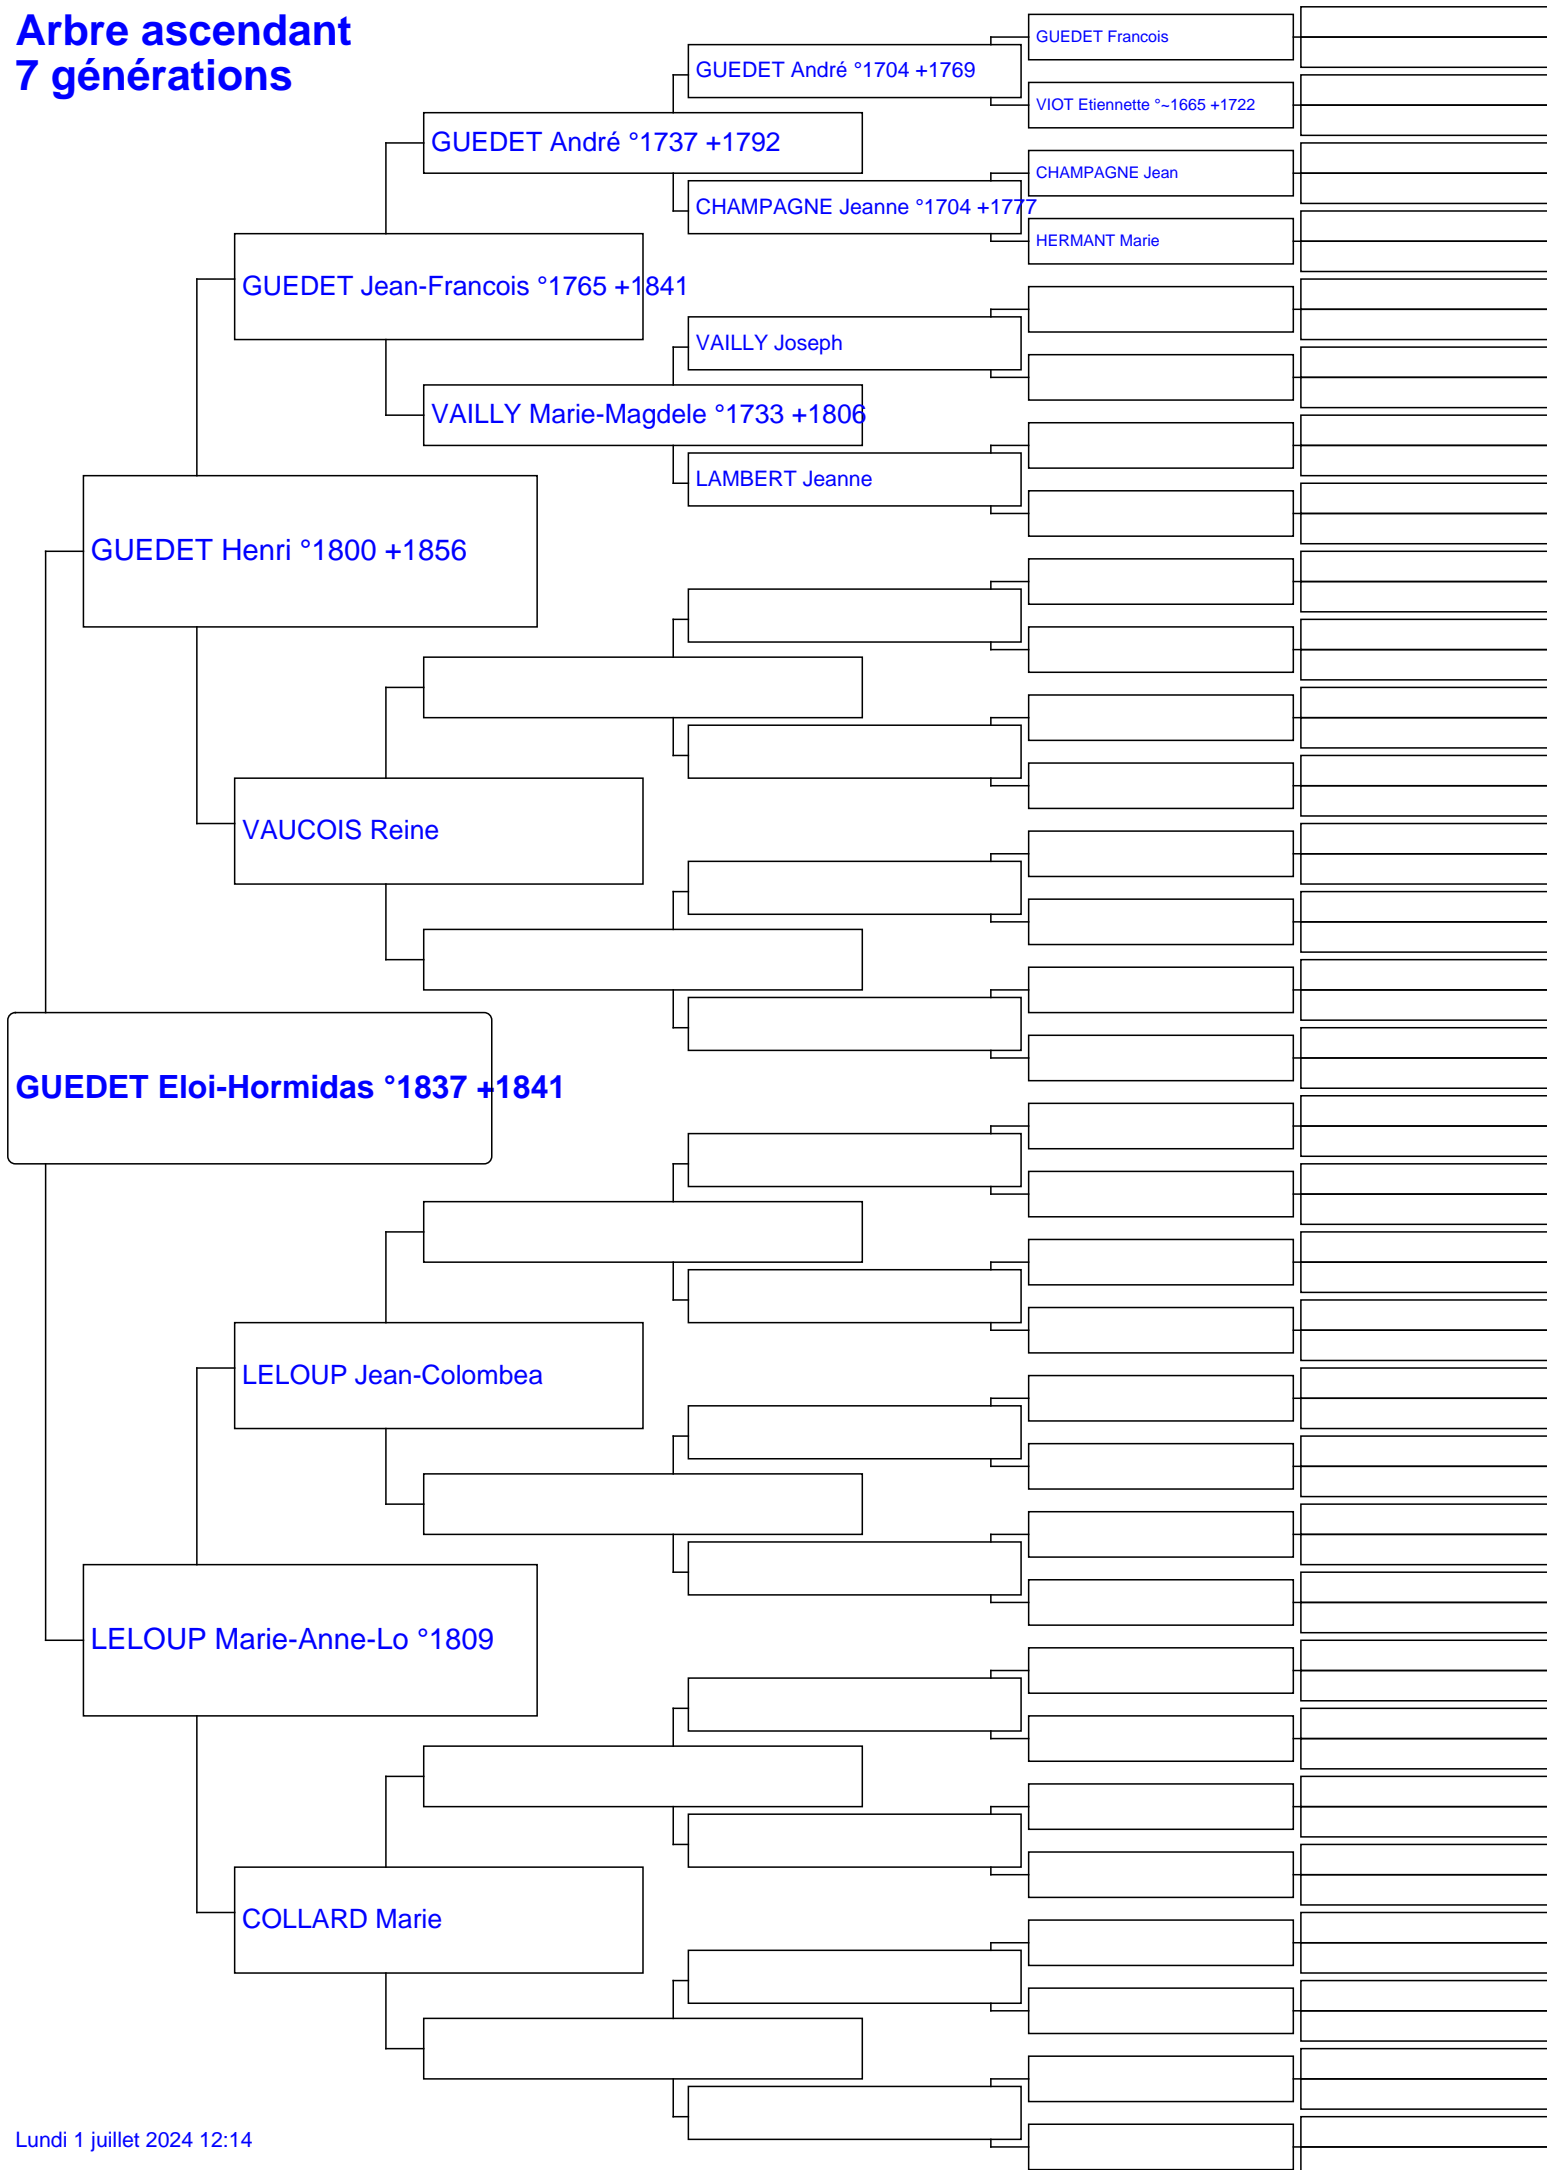 Arbre ascendant
7 générations
GUEDET Francois
GUEDET André °1704 +1769
VIOT Etiennette °~1665 +1722
GUEDET André °1737 +1792
CHAMPAGNE Jean
CHAMPAGNE Jeanne °1704 +1777
HERMANT Marie
GUEDET Jean-Francois °1765 +1841
VAILLY Joseph
VAILLY Marie-Magdele °1733 +1806
LAMBERT Jeanne
GUEDET Henri °1800 +1856
VAUCOIS Reine
GUEDET Eloi-Hormidas °1837 +1841
LELOUP Jean-Colombea
LELOUP Marie-Anne-Lo °1809
COLLARD Marie
Lundi 1 juillet 2024 12:14